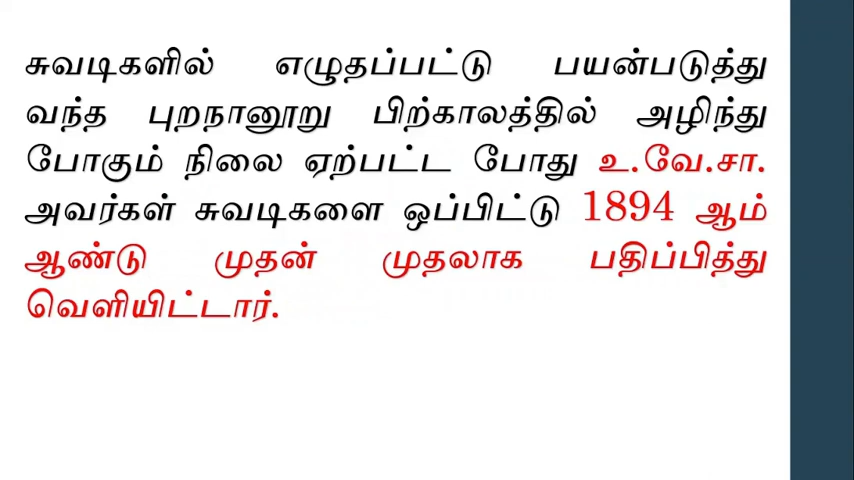 சுவடிகளில் எழுதப்பட்டு பயன்படுத்து
வந்த புறநானூறு பிற்காலத்தில் அழிந்து
போகும் நிலை ஏற்பட்ட போது உ.வே.சா.
அவர்கள் சுவடிகளை ஒப்பிட்டு 1894 ஆம்
ஆண்டு முதன் முதலாக பதிப்பித்து
வெளியிட்டார்.